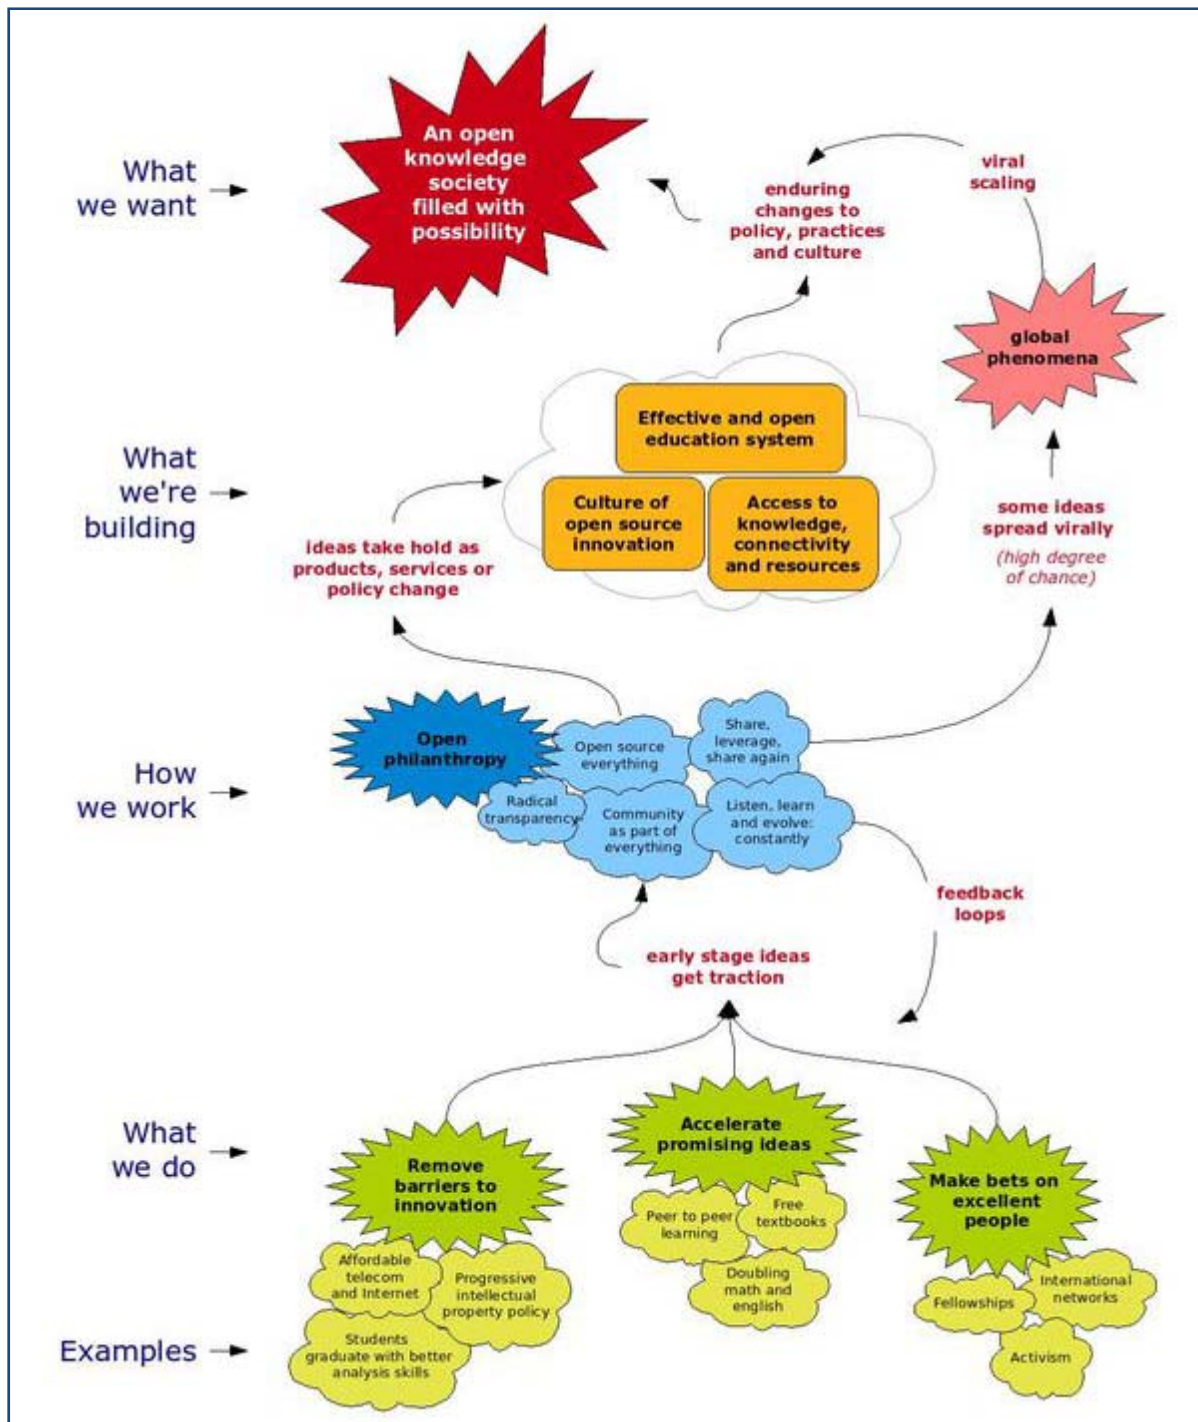 What
we want
An open
knowledge
society
filled with
possibility
enduring
changes to
policy, practices
and culture
viral
scaling
global
phenomena
What
we're
building
Effective and open
education system
Culture of
open source
innovation
Access to
knowledge,
connectivity
and resources
some ideas
spread virally
(high degree
of chance)
ideas take hold as
products, services or
policy change
How
we work
Open
philanthropy
Open source
everything
Share,
leverage,
share again
Radical
transparency
Community
as part of
everything
Listen, learn
and evolve:
constantly
feedback
loops
early stage ideas
get traction
What
we do
Remove
barriers to
innovation
Accelerate
promising ideas
Make bets on
excellent
people
Peer to peer
learning
Free
textbooks
Doubling
math and
english
Examples
Affordable
telecom
and Internet
Progressive
intellectual
property policy
Students
graduate with better
analysis skills
Fellowships
International
networks
Activism